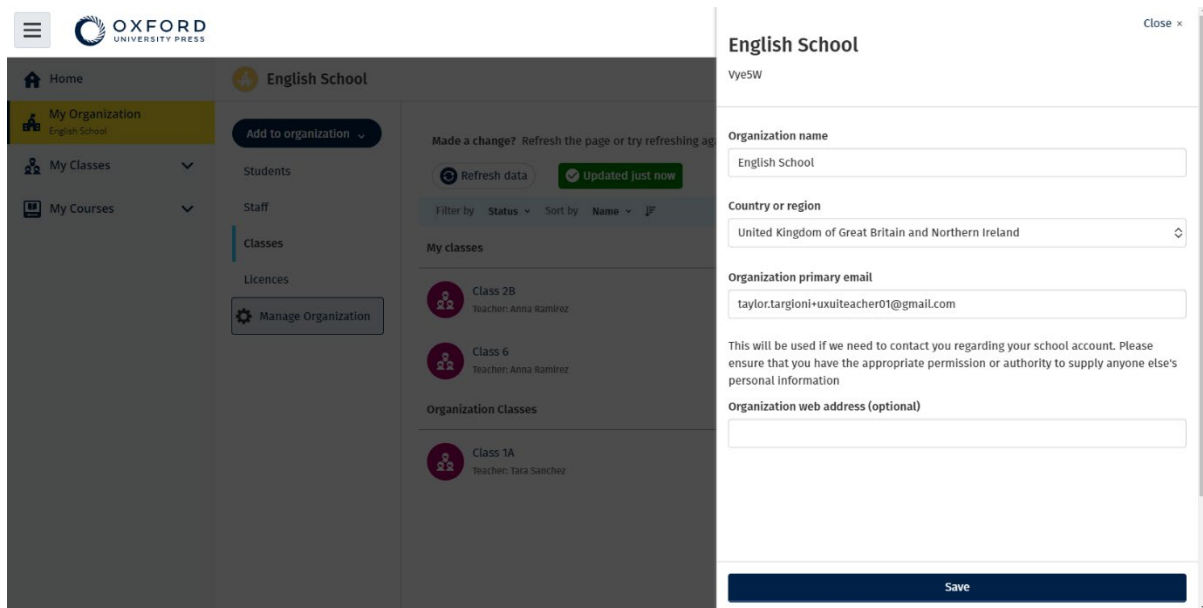 OXFORD
UNIVERSITY PRESS
Home
My Organization
English School
My Classes
My Courses
English School
Add to organization
Students
Staff
Classes
Licences
Manage Organization
Made a change? Refresh the page or try refreshing aga
Refresh data
Updated just now
Filter by Status Sort by Name
My classes
Class 2B
Teacher: Anna Ramirez
Class 6
Teacher: Anna Ramirez
Organization Classes
Class 1A
Teacher: Tara Sanchez
Close ×
English School
Vye5W
Organization name
English School
Country or region
United Kingdom of Great Britain and Northern Ireland
Organization primary email
taylor.targioni+uxuiteacher01@gmail.com
This will be used if we need to contact you regarding your school account. Please
ensure that you have the appropriate permission or authority to supply anyone else's
personal information
Organization web address (optional)
Save